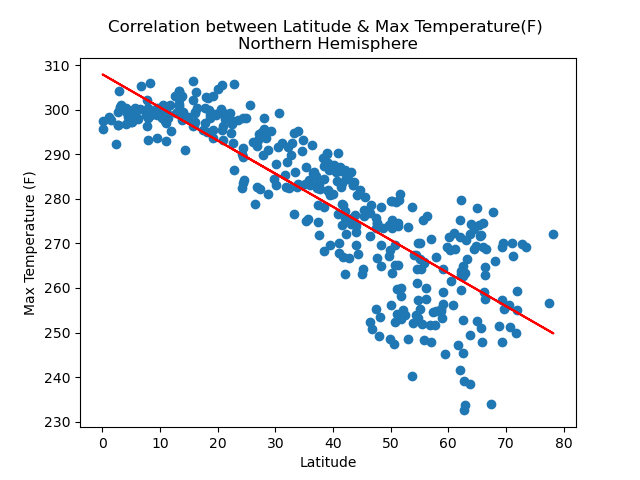 Correlation between Latitude & Max Temperature(F)
Northern Hemisphere
310
300
290
280
270
260
250
240
230
Max Temperature (F)
0 10 20 30 40 50 60 70 80
Latitude